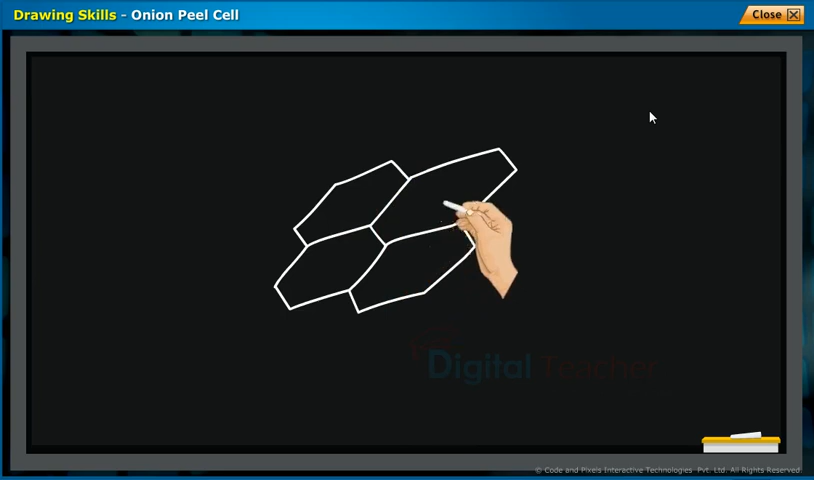 Drawing Skills - Onion Peel Cell
Close
Digital Teacher
© Code and Pixels Interactive Technologies Pvt. Ltd. All Rights Reserved